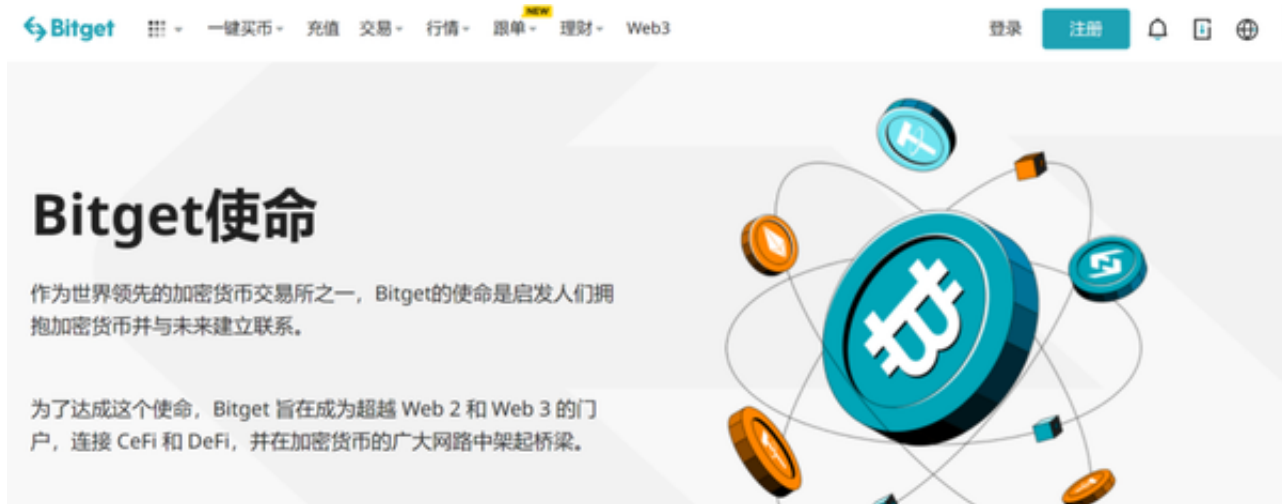 Bitget 一键买币 充值 交易 行情 跟单 NEW 理财 Web3 登录 注册
Bitget使命
作为世界领先的加密货币交易所之一，Bitget的使命是启发人们拥
抱加密货币并与未来建立联系。
为了达成这个使命，Bitget 旨在成为超越 Web 2 和 Web 3 的门
户，连接 CeFi 和 DeFi，并在加密货币的广大网路中架起桥梁。